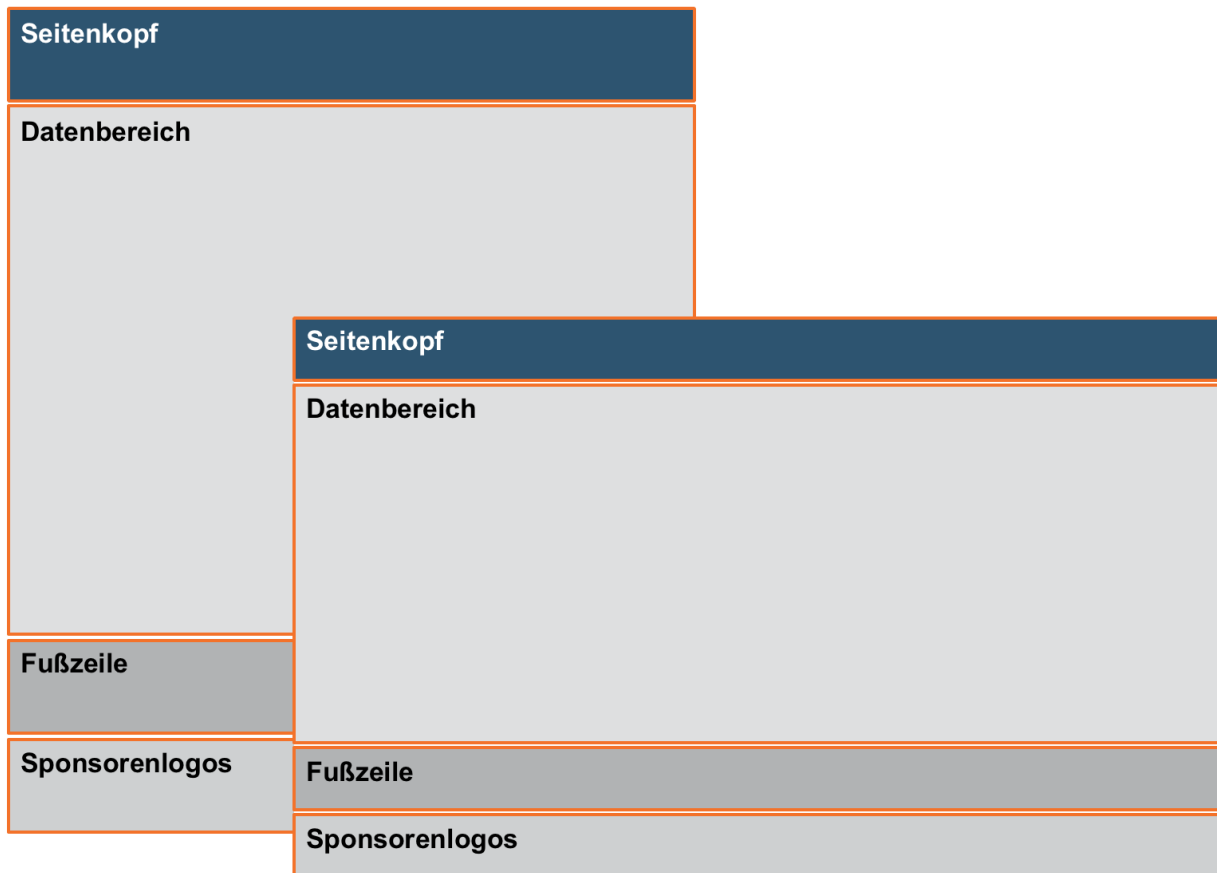 Seitenkopf
Datenbereich
Fußzeile
Sponsorenlogos
Seitenkopf
Datenbereich
Fußzeile
Sponsorenlogos